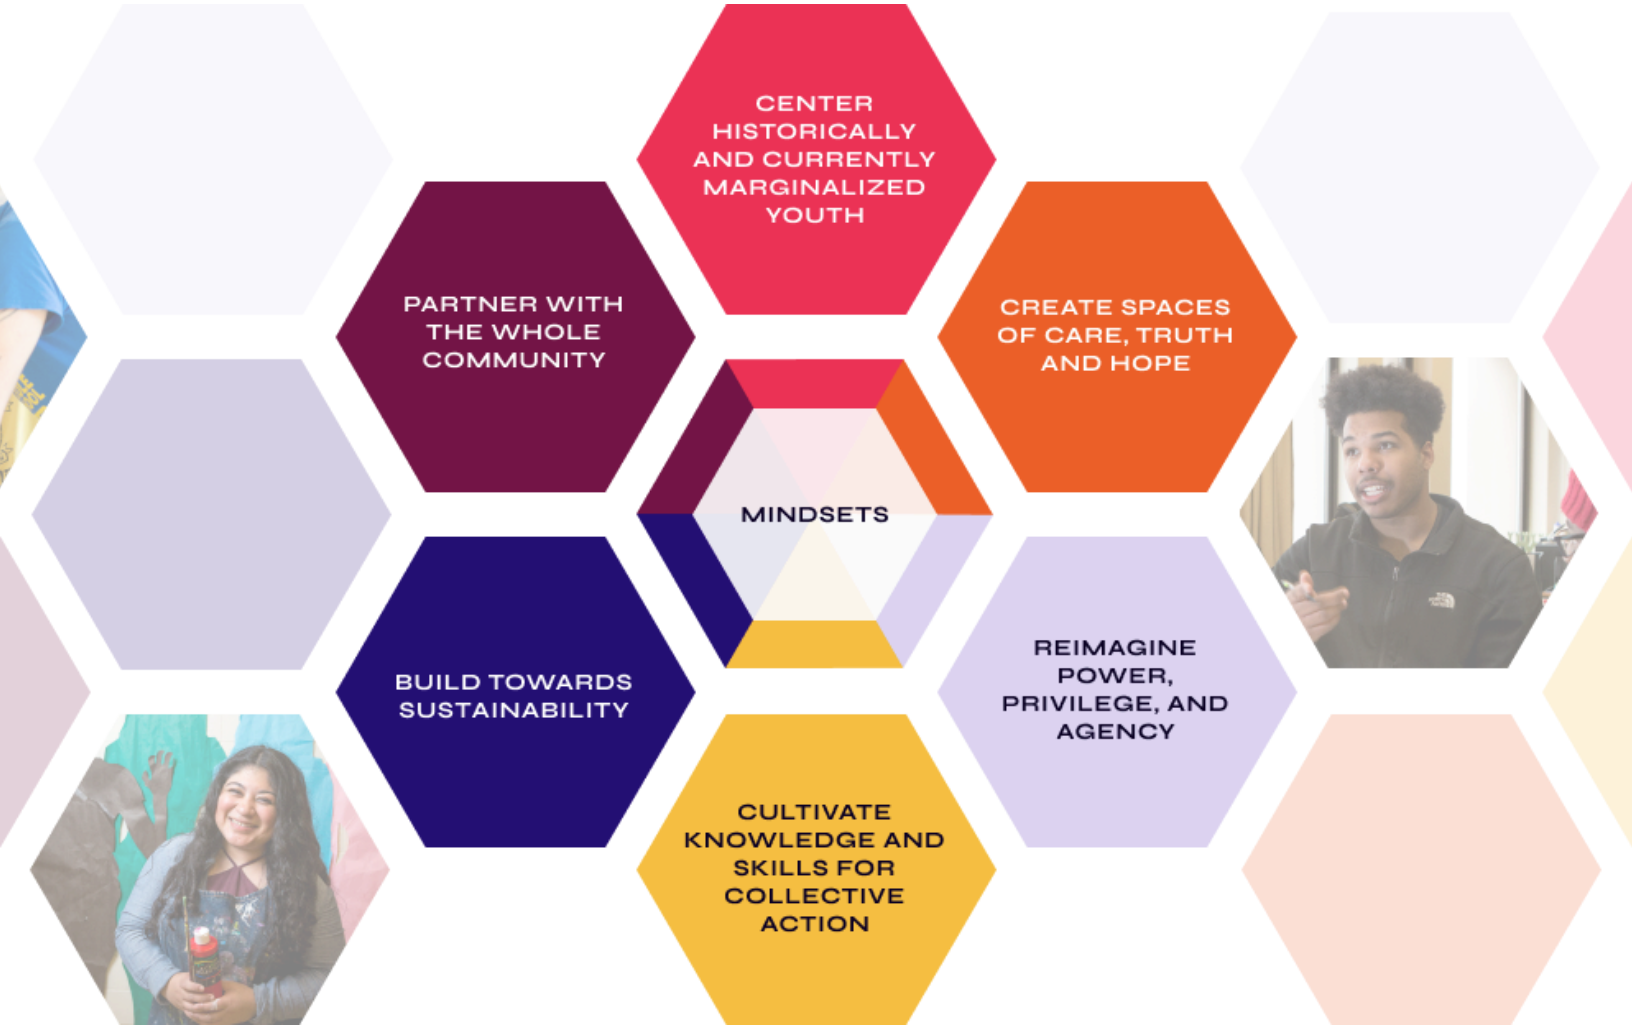 CENTER
HISTORICALLY
AND CURRENTLY
MARGINALIZED
YOUTH
PARTNER WITH
THE WHOLE
COMMUNITY
CREATE SPACES
OF CARE, TRUTH
AND HOPE
MINDSETS
BUILD TOWARDS
SUSTAINABILITY
REIMAGINE
POWER,
PRIVILEGE, AND
AGENCY
CULTIVATE
KNOWLEDGE AND
SKILLS FOR
COLLECTIVE
ACTION